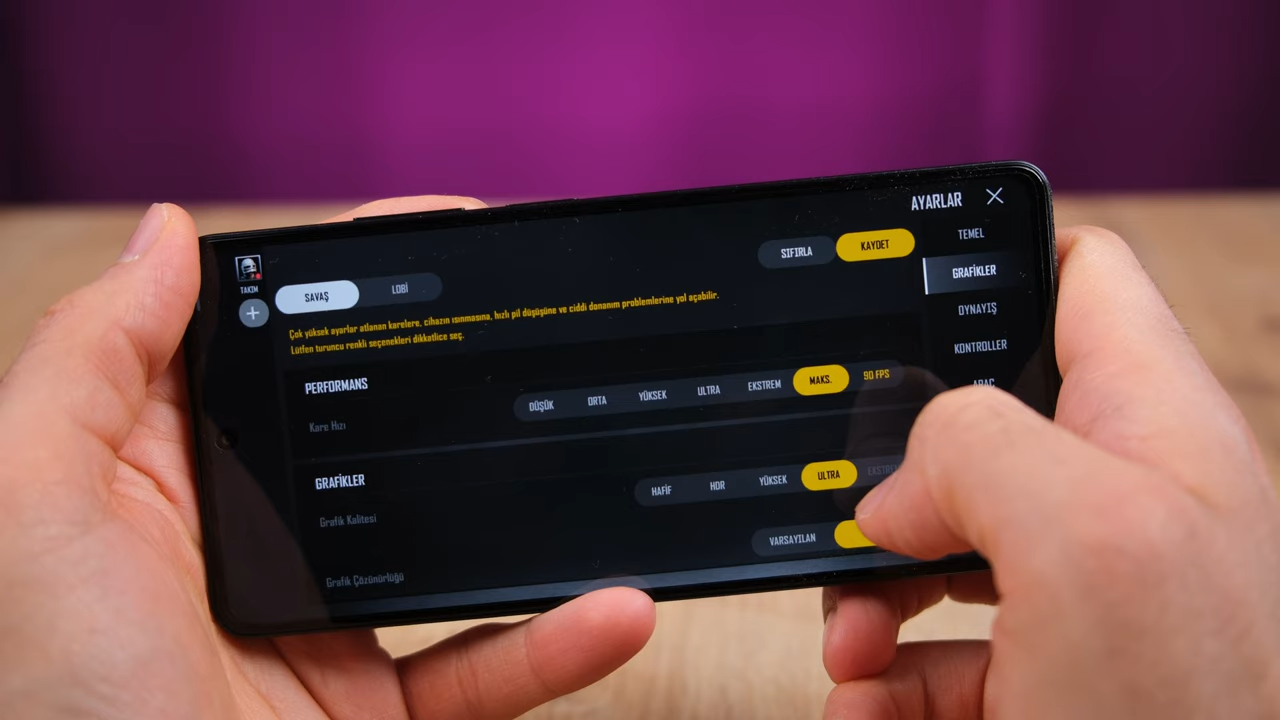 AYARLAR
TEMEL
SIFIRLA
KAYDET
GRAFİKLER
TAKIM
SAVAŞ
LOBİ
OYNAYIŞ
Çok yüksek ayarlar atlanan karelere, cihazın ısınmasına, hızlı pil düşüşüne ve ciddi donanım problemlerine yol açabilir.
Lütfen turuncu renkli seçenekleri dikkatlice seç.
KONTROLLER
PERFORMANS
DÜŞÜK
ORTA
YÜKSEK
ULTRA
EKSTREM
MAKS.
90 FPS
Kare Hızı
GRAFİKLER
HAFİF
HDR
YÜKSEK
ULTRA
Grafik Kalitesi
VARSAYILAN
Grafik Çözünürlüğü